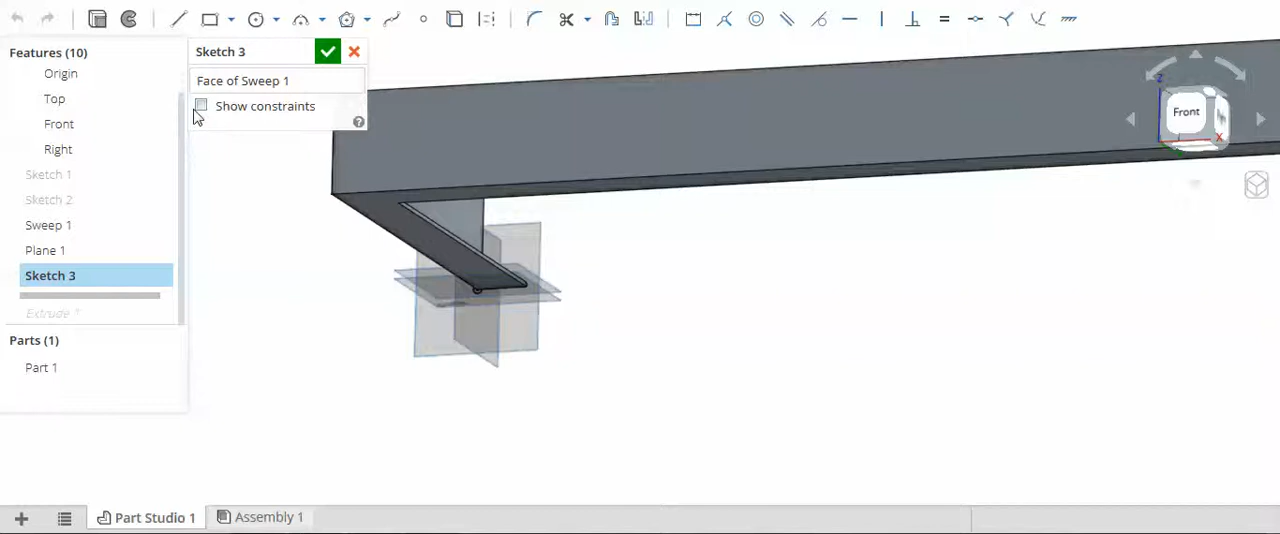 Features (10)
Origin
Top
Front
Right
Sketch 1
Sketch 2
Sweep 1
Plane 1
Sketch 3
Extrude 1
Parts (1)
Part 1
Sketch 3
Face of Sweep 1
Show constraints
?
Z
Front
X
Part Studio 1
Assembly 1